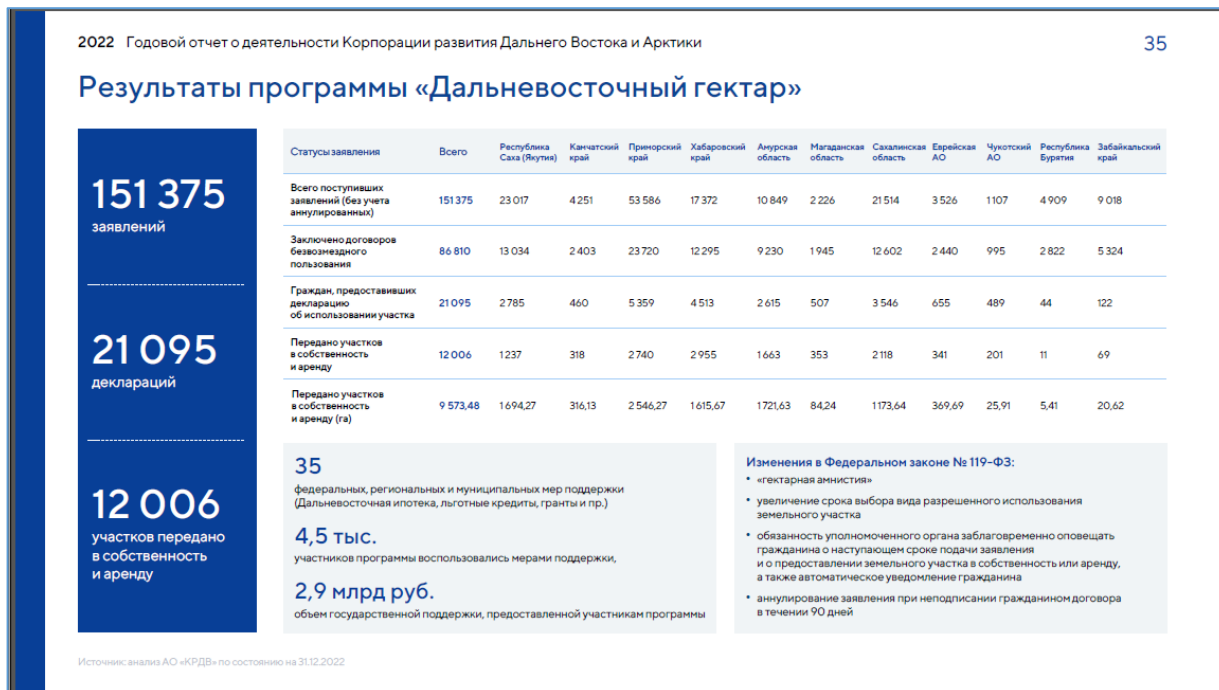 2022 Годовой отчет о деятельности Корпорации развития Дальнего Востока и Арктики
35
Результаты программы «Дальневосточный гектар»
151 375
заявлений
21 095
деклараций
12 006
участков передано
в собственность
и аренду
Статусы заявления Всего Республика Саха (Якутия) Камчатский край Приморский край Хабаровский край Амурская область Магаданская область Сахалинская область Еврейская АО Чукотский АО Республика Бурятия Забайкальский край
Всего поступивших
заявлений (без учета
аннулированных)
151 375 23 017 4 251 53 586 17 372 10 849 2 226 21 514 3 526 1 107 4 909 9 018
Заключено договоров
безвозмездного
пользования
86 810 13 034 2 403 23 720 12 295 9 230 1 945 12 602 2 440 995 2 822 5 324
Граждан, предоставивших
декларацию
об использовании участка
21 095 2 785 460 5 359 4 513 2 615 507 3 546 655 489 44 122
Передано участков
в собственность
и аренду
12 006 1 237 318 2 740 2 955 1 663 353 2 118 341 201 11 69
Передано участков
в собственность
и аренду (га)
9 573,48 1 694,27 316,13 2 546,27 1 615,67 1 721,63 84,24 1 173,64 369,69 25,91 5,41 20,62
35
федеральных, региональных и муниципальных мер поддержки
(Дальневосточная ипотека, льготные кредиты, гранты и пр.)
4,5 тыс.
участников программы воспользовались мерами поддержки,
2,9 млрд руб.
объем государственной поддержки, предоставленной участникам программы
Изменения в Федеральном законе № 119-ФЗ:
• «гектарная амнистия»
• увеличение срока выбора вида разрешенного использования
земельного участка
• обязанность уполномоченного органа заблаговременно оповещать
гражданина о наступающем сроке подачи заявления
и о предоставлении земельного участка в собственность или аренду,
а также автоматическое уведомление гражданина
• аннулирование заявления при неподписании гражданином договора
в течении 90 дней
Источник: анализ АО «КРДВ» по состоянию на 31.12.2022